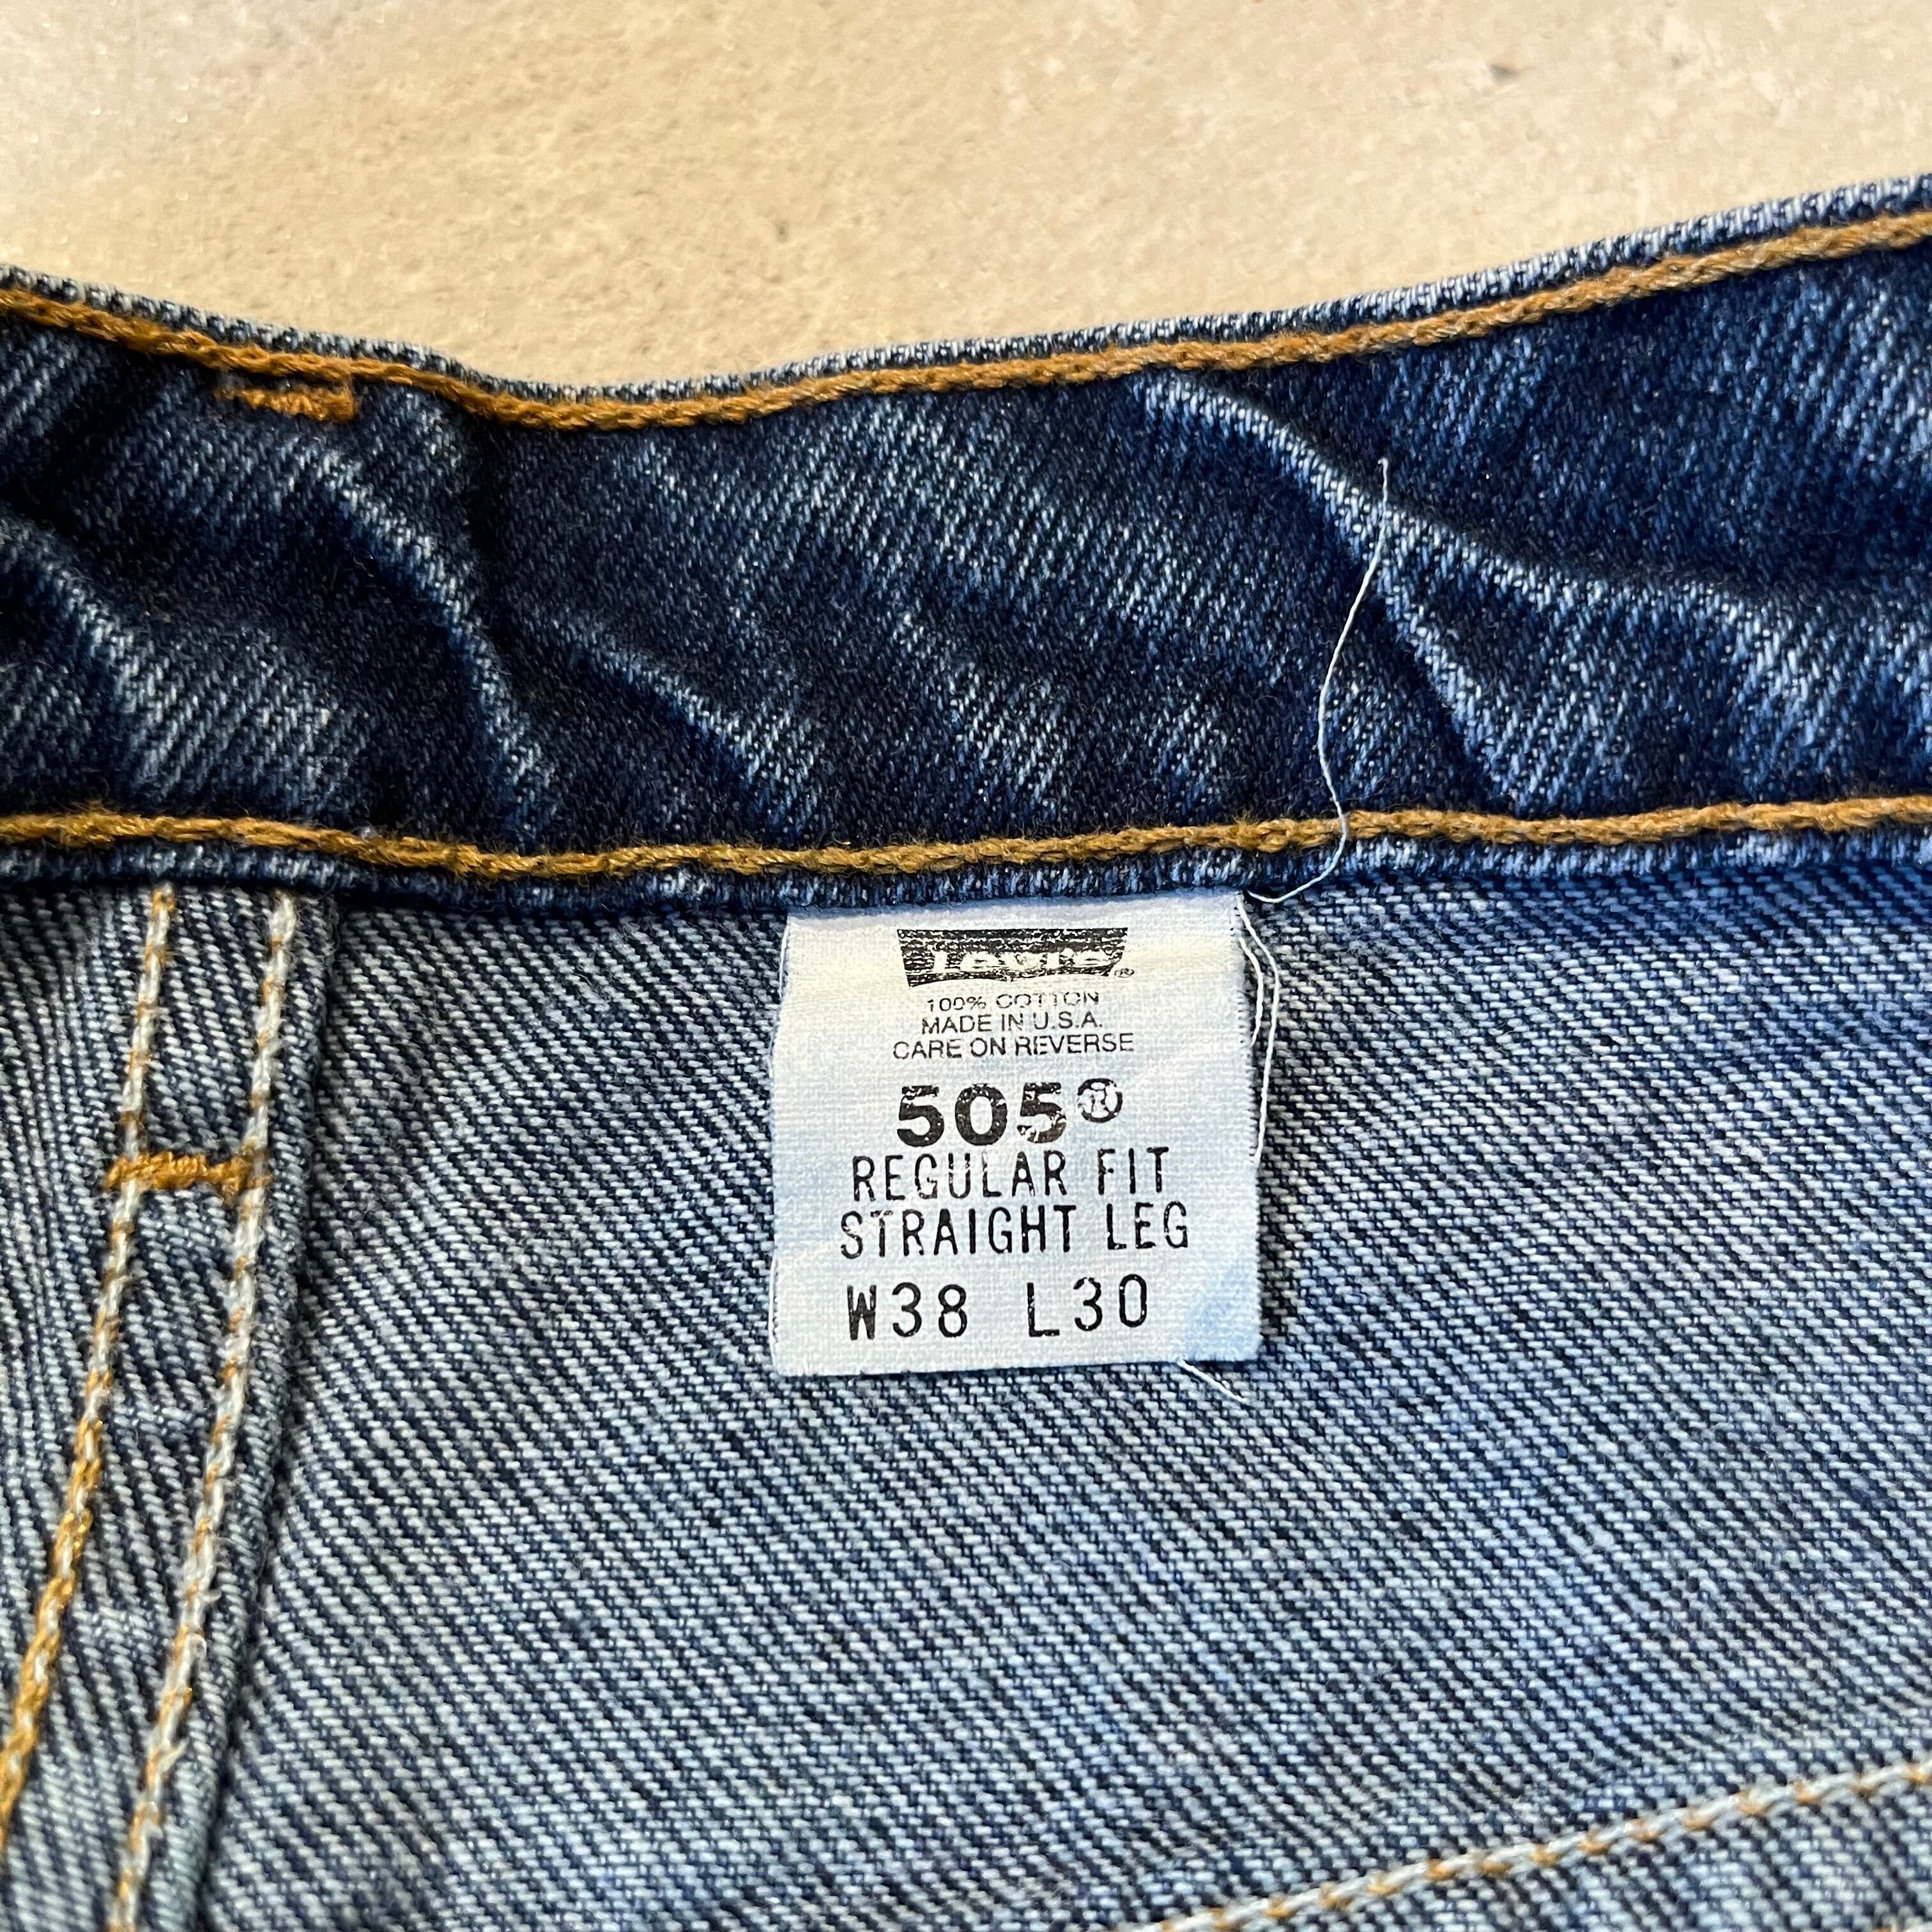 Levi's®
100% COTTON
MADE IN U.S.A.
CARE ON REVERSE
505®
REGULAR FIT
STRAIGHT LEG
W38 L30